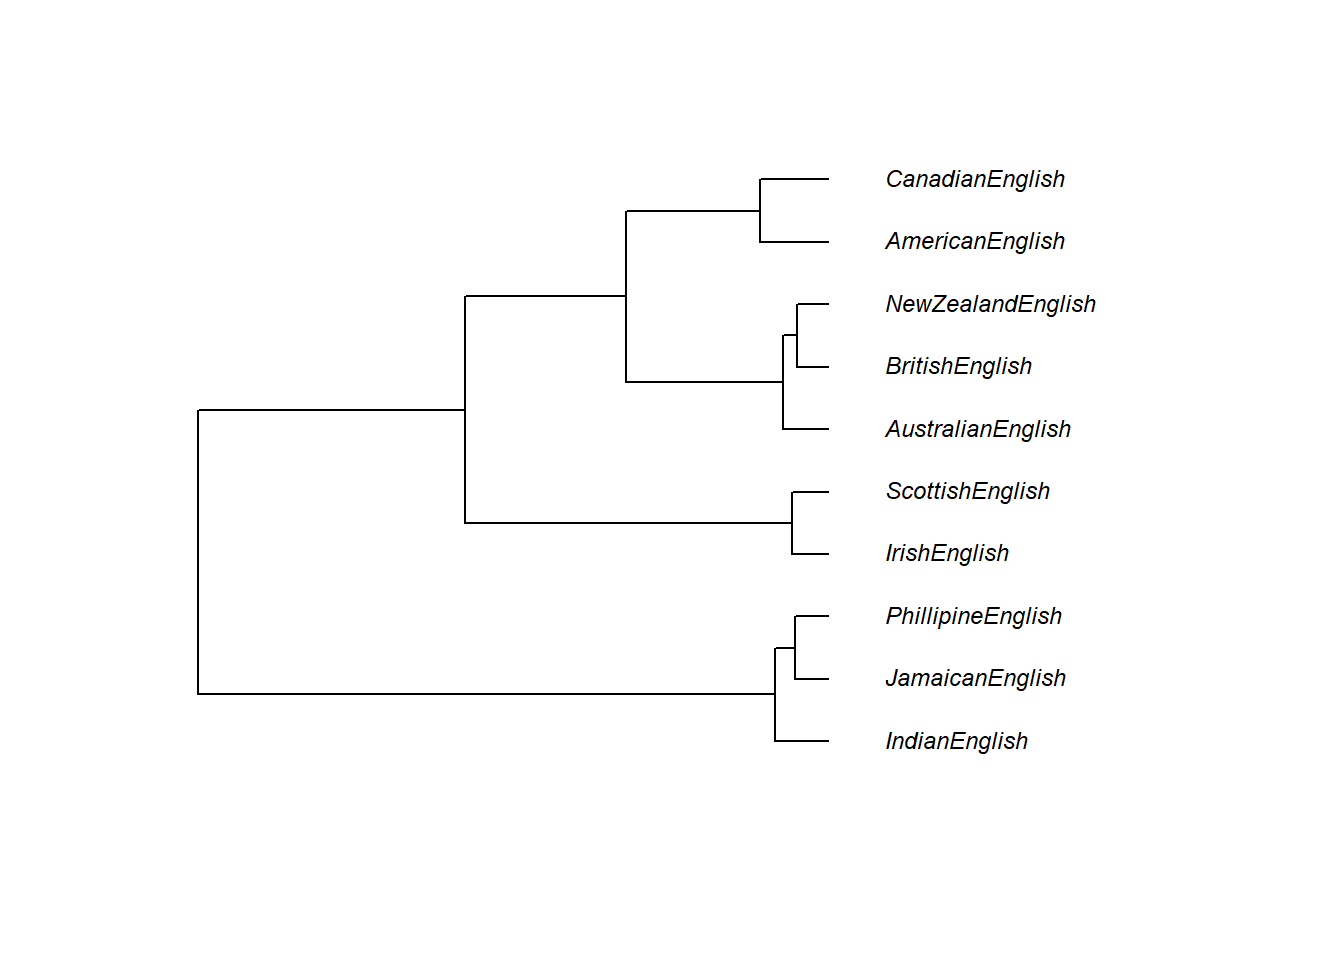 CanadianEnglish
AmericanEnglish
NewZealandEnglish
BritishEnglish
AustralianEnglish
ScottishEnglish
IrishEnglish
PhillipineEnglish
JamaicanEnglish
IndianEnglish